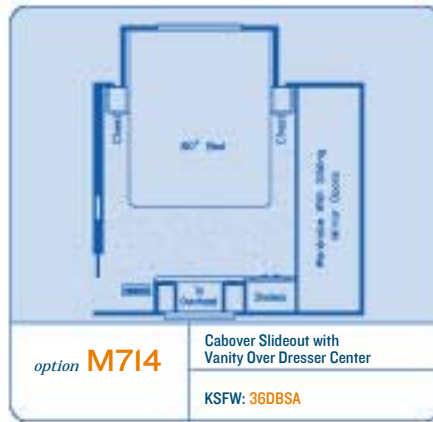 60" Bed
Chest
Chest
Wardrobe With Sliding
Mirror Doors
TV
Overhead
option M714
Cabover Slideout with
Vanity Over Dresser Center
KSFW: 36DBSA